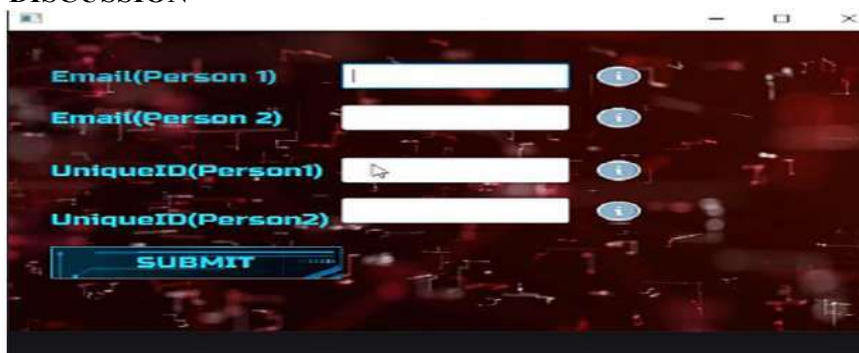 DISCUSSION
Email(Person 1)
Email(Person 2)
UniqueID(Person1)
UniqueID(Person2)
SUBMIT